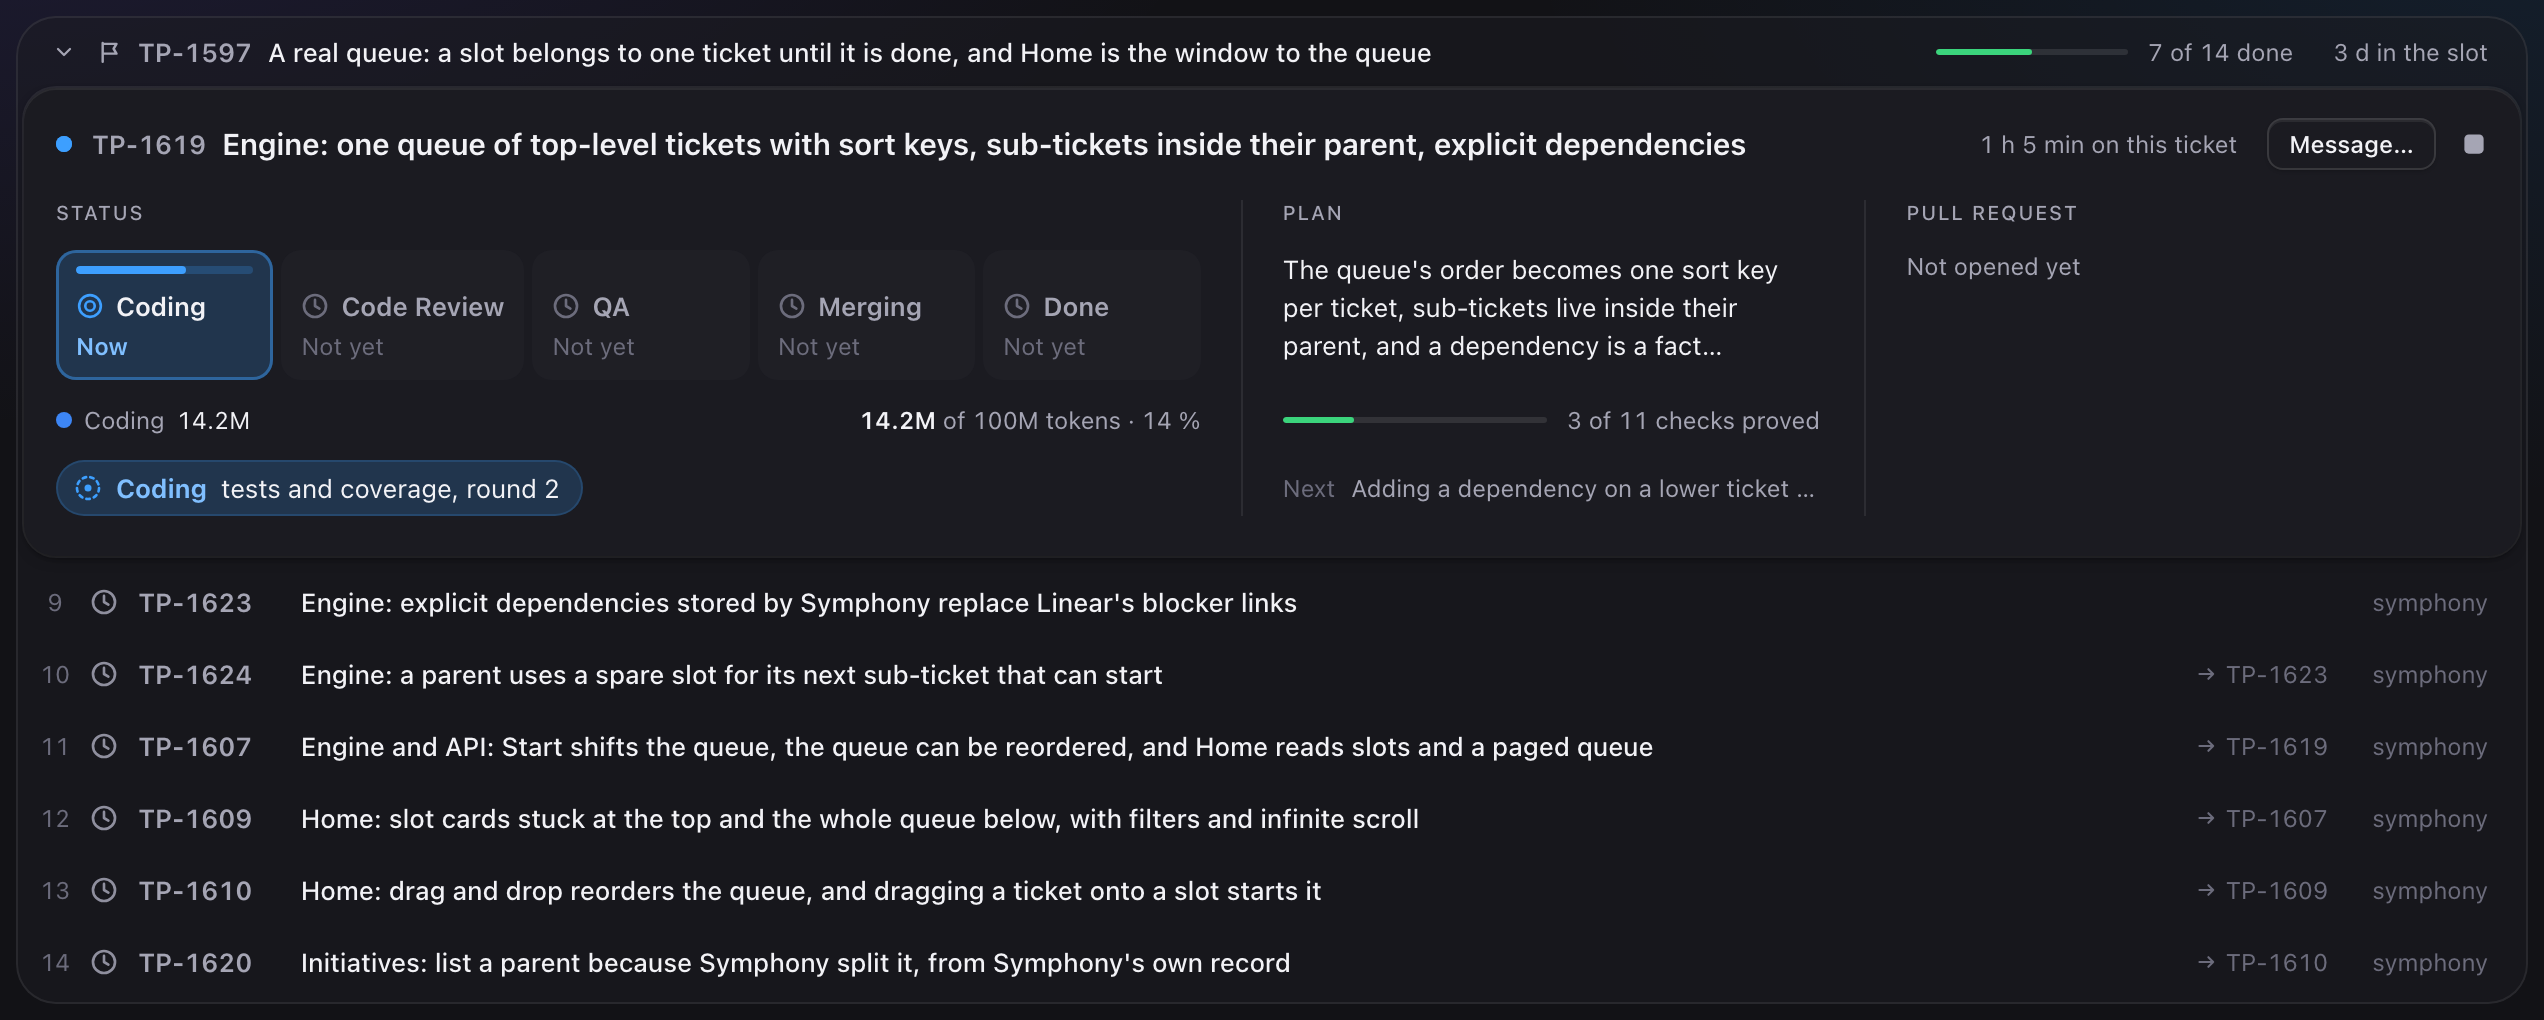 TP-1597 A real queue: a slot belongs to one ticket until it is done, and Home is the window to the queue 7 of 14 done 3 d in the slot
TP-1619 Engine: one queue of top-level tickets with sort keys, sub-tickets inside their parent, explicit dependencies 1 h 5 min on this ticket Message...
STATUS
Coding
Now
Code Review
Not yet
QA
Not yet
Merging
Not yet
Done
Not yet
Coding 14.2M 14.2M of 100M tokens · 14 %
Coding tests and coverage, round 2
PLAN
The queue's order becomes one sort key
per ticket, sub-tickets live inside their
parent, and a dependency is a fact...
3 of 11 checks proved
Next Adding a dependency on a lower ticket ...
PULL REQUEST
Not opened yet
9 TP-1623 Engine: explicit dependencies stored by Symphony replace Linear's blocker links symphony
10 TP-1624 Engine: a parent uses a spare slot for its next sub-ticket that can start → TP-1623 symphony
11 TP-1607 Engine and API: Start shifts the queue, the queue can be reordered, and Home reads slots and a paged queue → TP-1619 symphony
12 TP-1609 Home: slot cards stuck at the top and the whole queue below, with filters and infinite scroll → TP-1607 symphony
13 TP-1610 Home: drag and drop reorders the queue, and dragging a ticket onto a slot starts it → TP-1609 symphony
14 TP-1620 Initiatives: list a parent because Symphony split it, from Symphony's own record → TP-1610 symphony